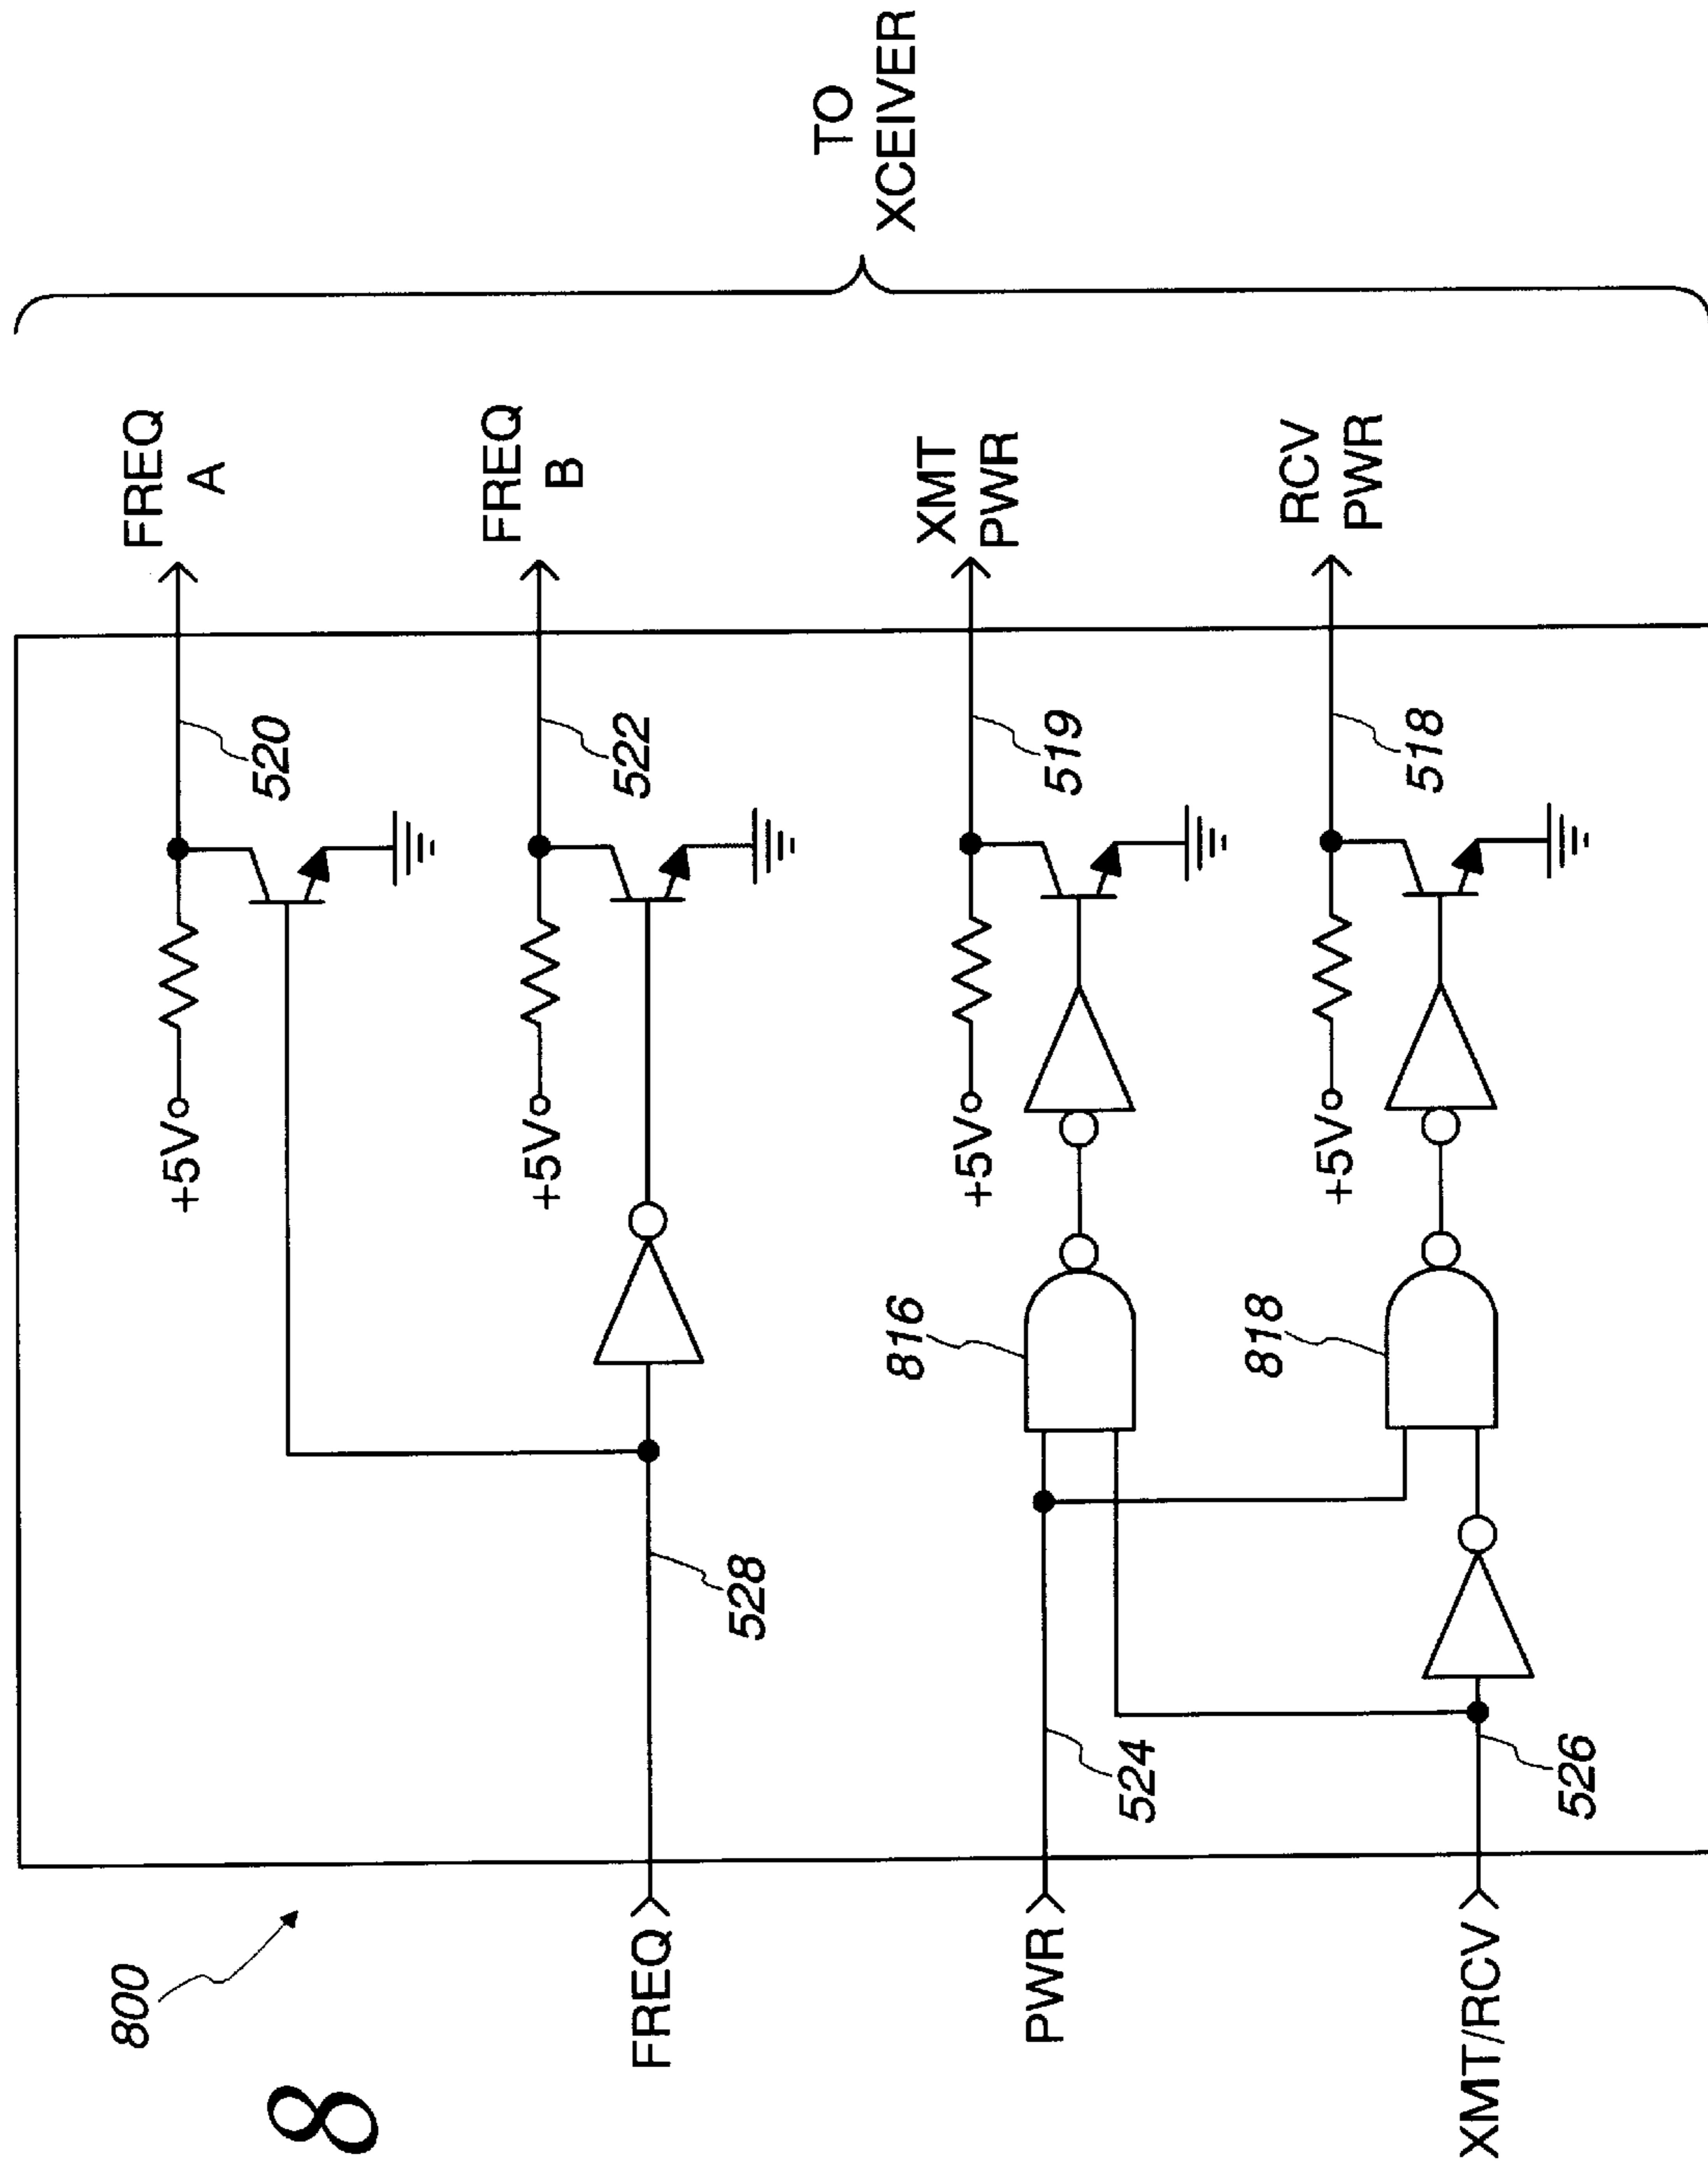 8
800
FREQ
A
+5V
520
FREQ
B
+5V
522
FREQ
528
XMT
PWR
+5V
519
816
PWR
524
RCV
PWR
+5V
518
818
XMT/RCV
526
TO
XCEIVER